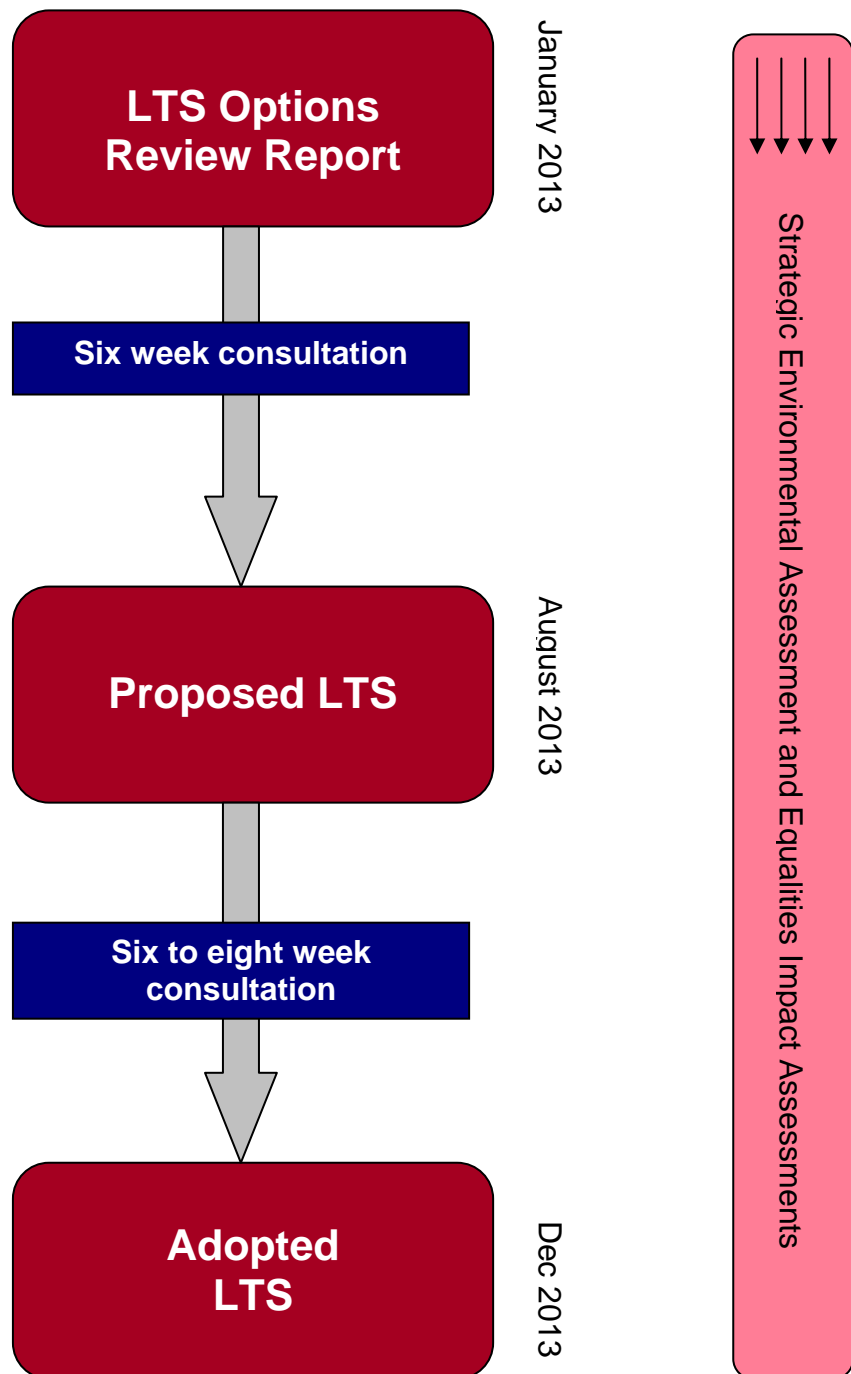 LTS Options
Review Report
January 2013
Six week consultation
Proposed LTS
August 2013
Six to eight week
consultation
Adopted
LTS
Dec 2013
Strategic Environmental Assessment and Equalities Impact Assessments